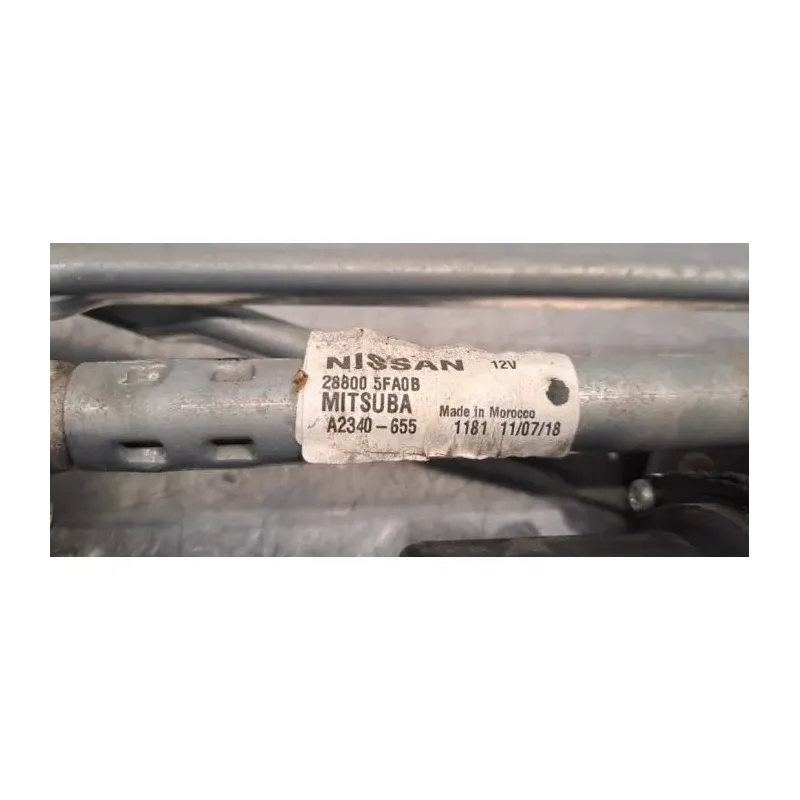 NISSAN 12V
28800 5FA0B
MITSUBA Made in Morocco
A2340-655 1181 11/07/18